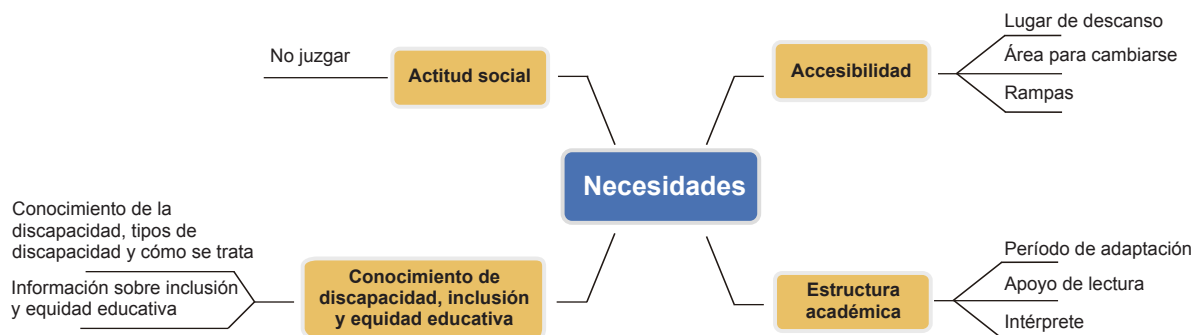 No juzgar
Actitud social
Accesibilidad
Lugar de descanso
Área para cambiarse
Rampas
Necesidades
Conocimiento de la
discapacidad, tipos de
discapacidad y cómo se trata
Información sobre inclusión
y equidad educativa
Conocimiento de
discapacidad, inclusión
y equidad educativa
Estructura
académica
Período de adaptación
Apoyo de lectura
Intérprete